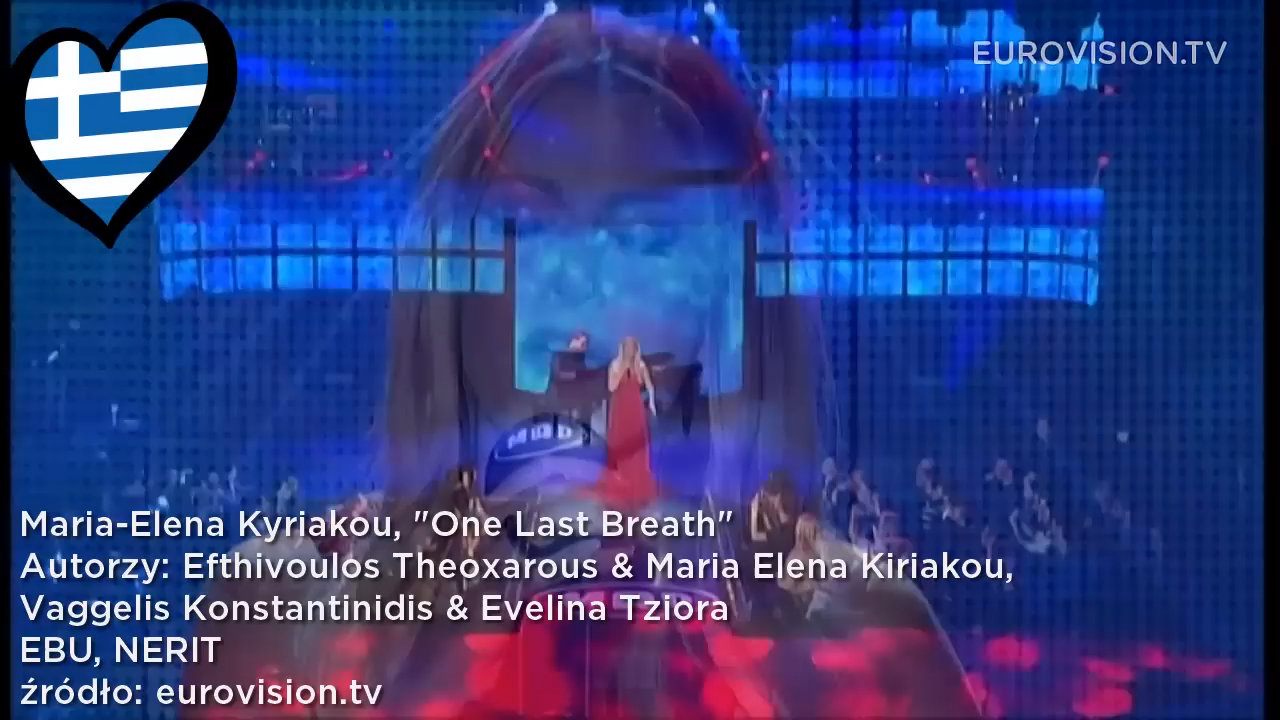 EUROVISION.TV
MAD
Maria-Elena Kyriakou, "One Last Breath"
Autorzy: Efthivoulos Theoxarous & Maria Elena Kiriakou,
Vaggelis Konstantinidis & Evelina Tziora
EBU, NERIT
źródło: eurovision.tv